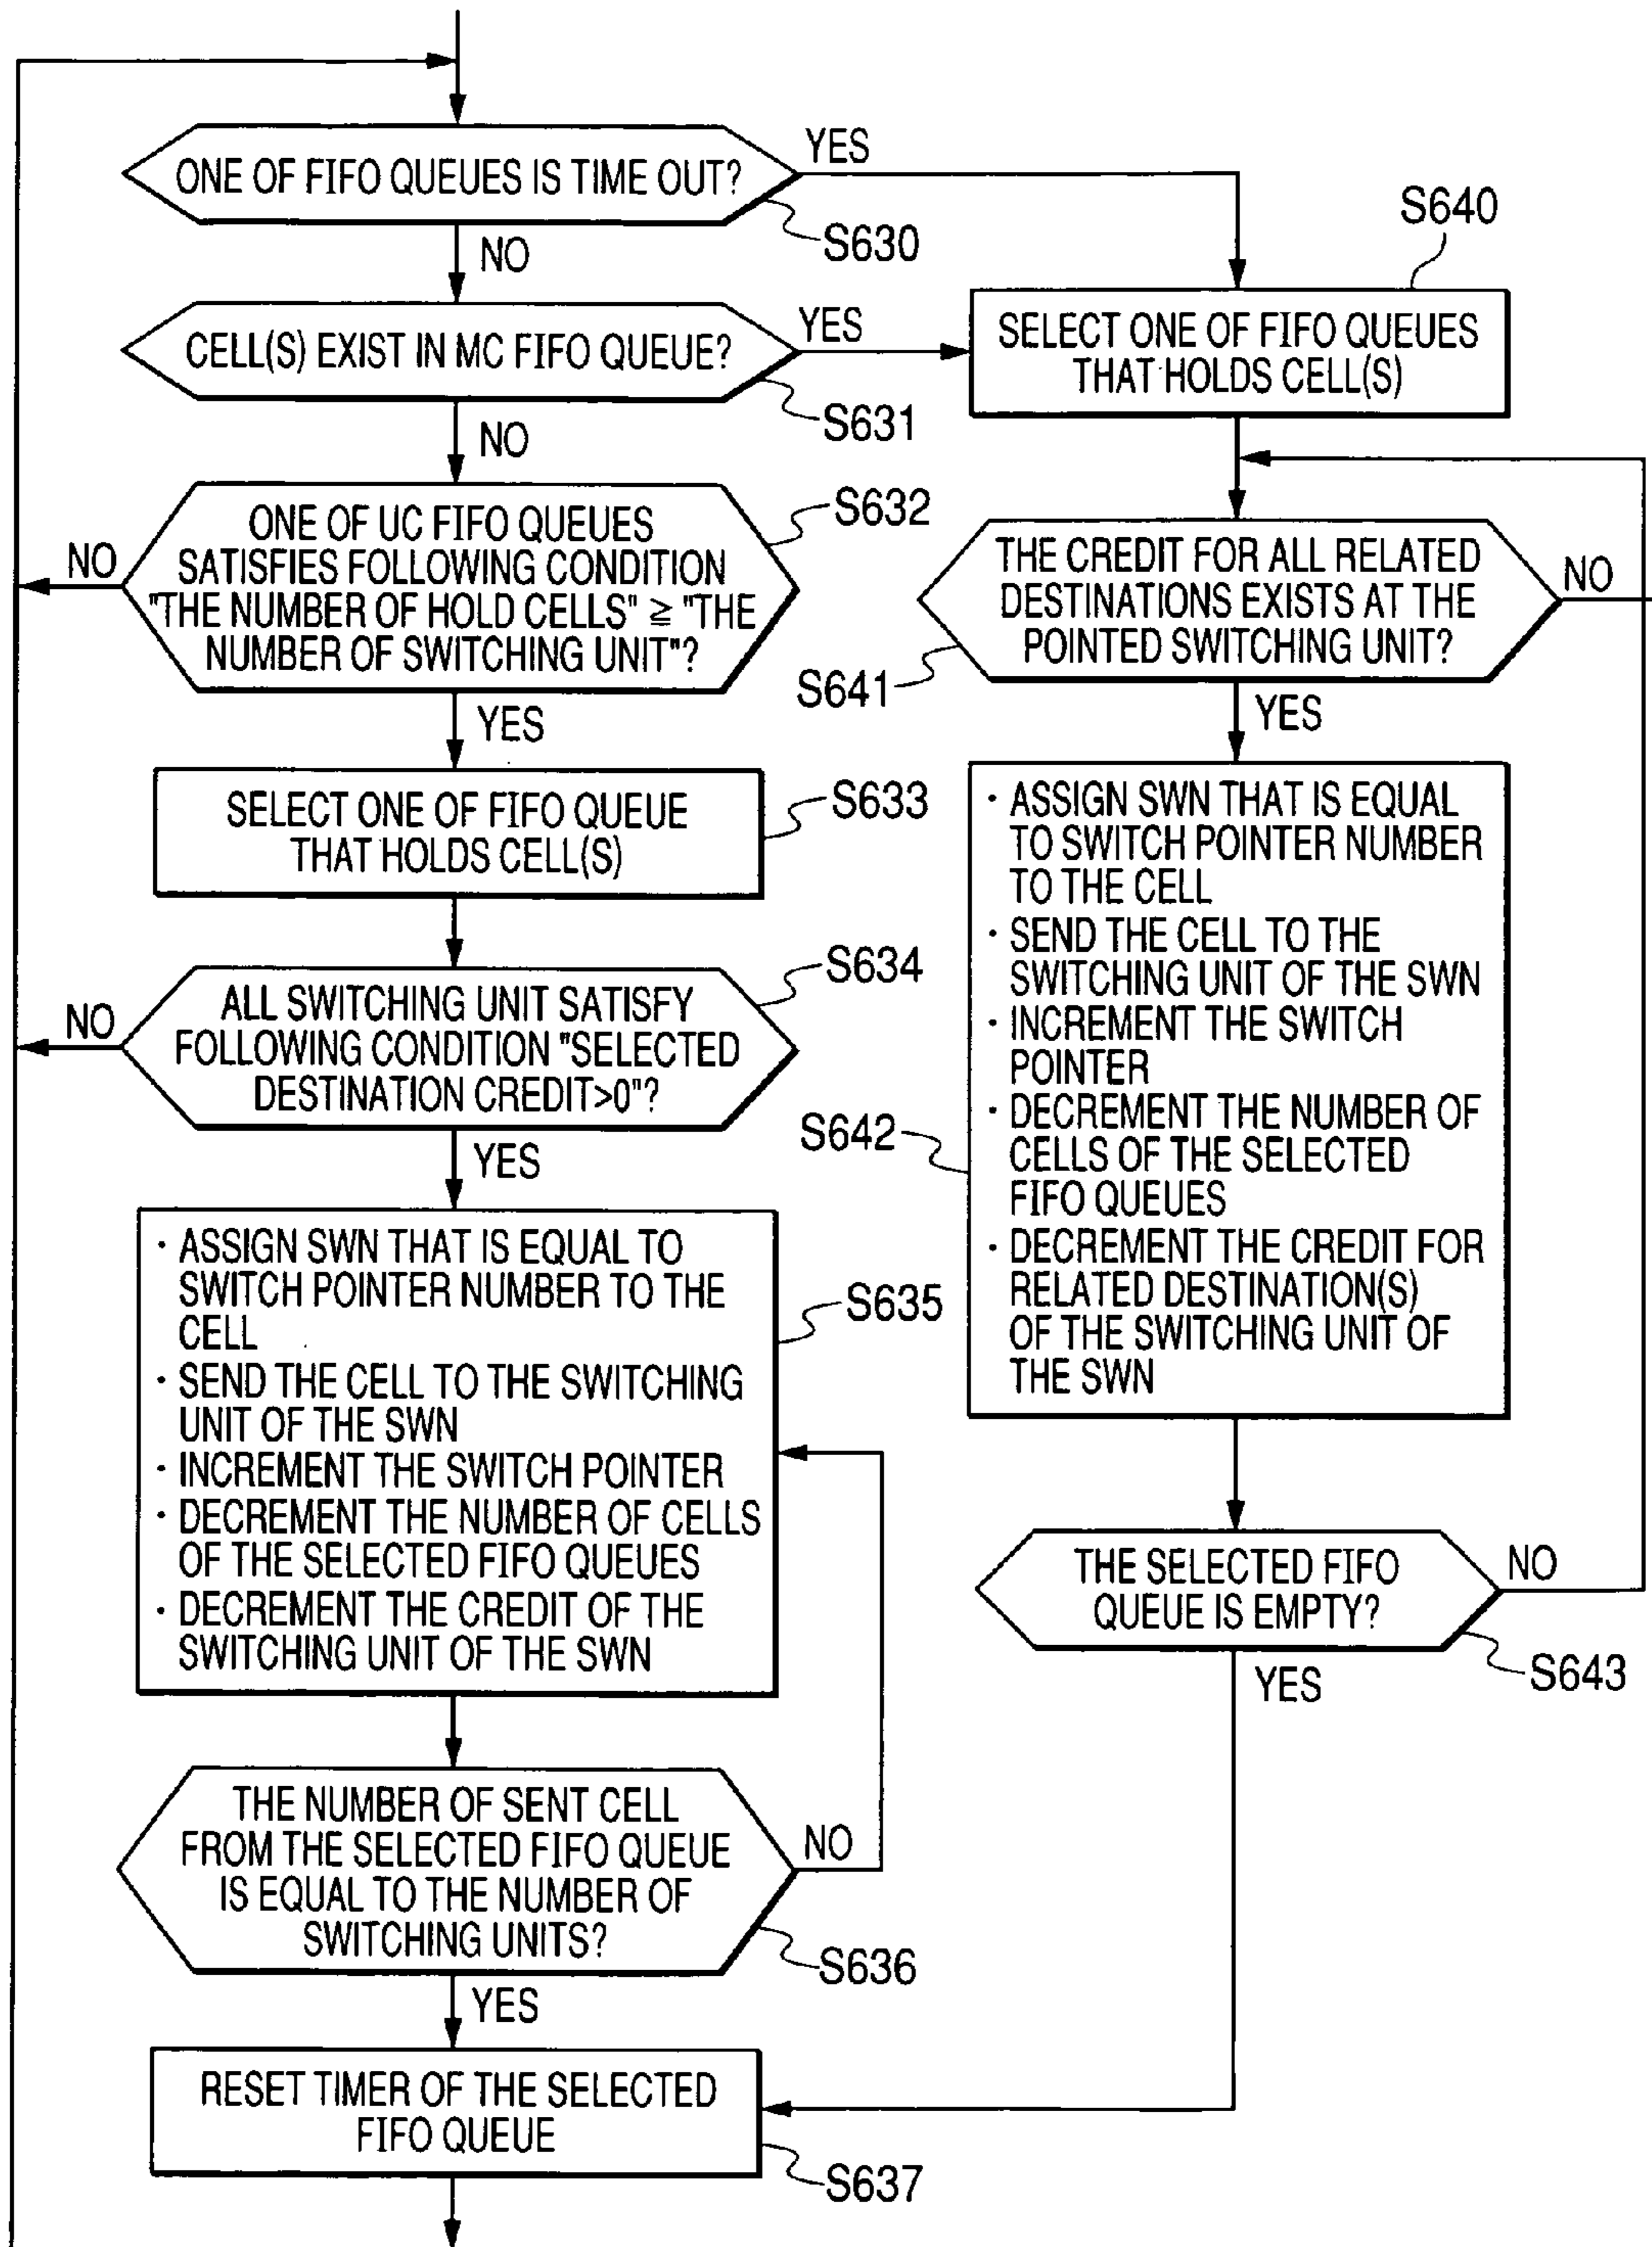 ONE OF FIFO QUEUES IS TIME OUT?
YES
S630
NO
CELL(S) EXIST IN MC FIFO QUEUE?
YES
S631
NO
ONE OF UC FIFO QUEUES
SATISFIES FOLLOWING CONDITION
"THE NUMBER OF HOLD CELLS" ≧ "THE
NUMBER OF SWITCHING UNIT"?
S632
NO
YES
SELECT ONE OF FIFO QUEUE
THAT HOLDS CELL(S)
S633
ALL SWITCHING UNIT SATISFY
FOLLOWING CONDITION "SELECTED
DESTINATION CREDIT>0"?
S634
NO
YES
· ASSIGN SWN THAT IS EQUAL TO
SWITCH POINTER NUMBER TO THE
CELL
· SEND THE CELL TO THE SWITCHING
UNIT OF THE SWN
· INCREMENT THE SWITCH POINTER
· DECREMENT THE NUMBER OF CELLS
OF THE SELECTED FIFO QUEUES
· DECREMENT THE CREDIT OF THE
SWITCHING UNIT OF THE SWN
S635
THE NUMBER OF SENT CELL
FROM THE SELECTED FIFO QUEUE
IS EQUAL TO THE NUMBER OF
SWITCHING UNITS?
NO
S636
YES
RESET TIMER OF THE SELECTED
FIFO QUEUE
S637
S640
SELECT ONE OF FIFO QUEUES
THAT HOLDS CELL(S)
THE CREDIT FOR ALL RELATED
DESTINATIONS EXISTS AT THE
POINTED SWITCHING UNIT?
NO
S641
YES
· ASSIGN SWN THAT IS EQUAL
TO SWITCH POINTER NUMBER
TO THE CELL
· SEND THE CELL TO THE
SWITCHING UNIT OF THE SWN
· INCREMENT THE SWITCH
POINTER
· DECREMENT THE NUMBER OF
CELLS OF THE SELECTED
FIFO QUEUES
· DECREMENT THE CREDIT FOR
RELATED DESTINATION(S)
OF THE SWITCHING UNIT OF
THE SWN
S642
THE SELECTED FIFO
QUEUE IS EMPTY?
NO
S643
YES